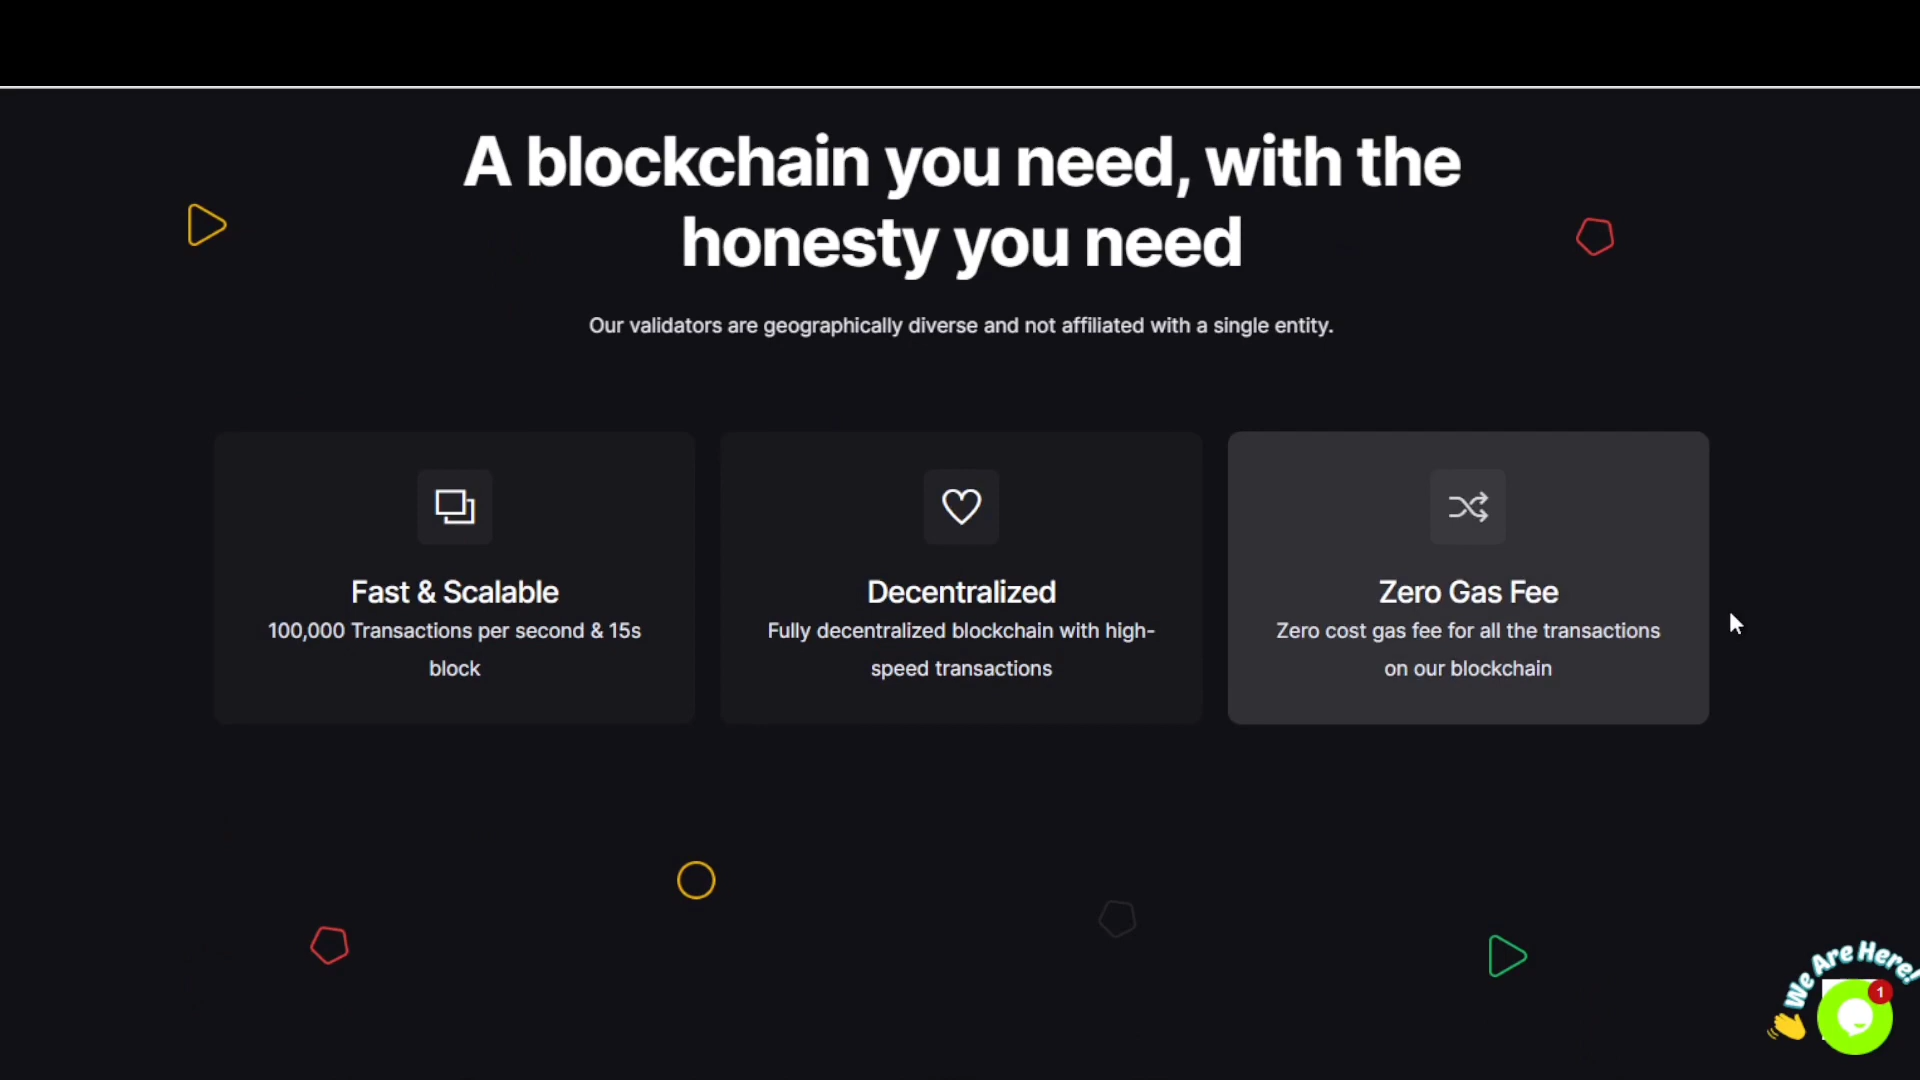 A blockchain you need, with the
honesty you need
Our validators are geographically diverse and not affiliated with a single entity.
Fast & Scalable
100,000 Transactions per second & 15s
block
Decentralized
Fully decentralized blockchain with high-
speed transactions
Zero Gas Fee
Zero cost gas fee for all the transactions
on our blockchain
We Are Here!
1